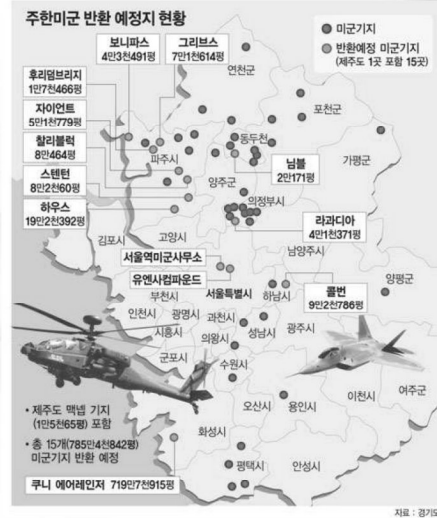 주한미군 반환 예정지 현황
미군기지
반환예정 미군기지
(제주도 1곳 포함 15곳)
보니파스
4만3천491평
그리브스
7만1천614평
후리덤브리지
1만7천466평
자이언트
5만1천779평
찰리블럭
8만464평
스텐턴
8만2천60평
하우스
19만2천392평
연천군
포천군
동두천
파주시
가평군
양주군
님블
2만171평
의정부시
라과디아
4만1천371평
김포시
고양시
남양주시
서울역미군사무소
유엔사컴파운드
서울특별시
하남시
양평군
콜번
9만2천786평
부천시
인천시
광명시
과천시
시흥시
성남시
광주시
의왕시
군포시
수원시
이천시
여주군
오산시
용인시
화성시
• 제주도 맥냅 기지
(1만5천65평) 포함
• 총 15개(785만4천842평)
미군기지 반환 예정
평택시
안성시
쿠니 에어레인저 719만7천915평
자료 : 경기도